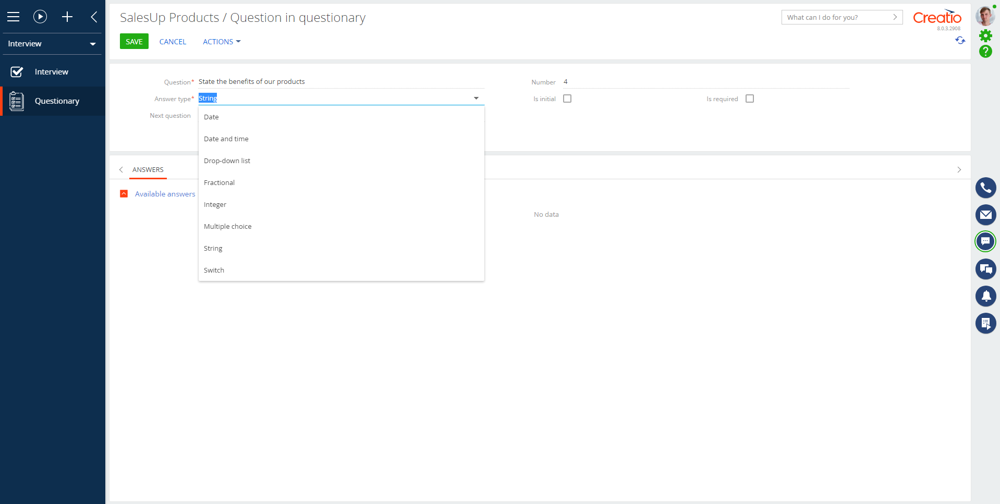 SalesUp Products / Question in questionary
What can I do for you?
Creatio
8.0.3.2908
SAVE
CANCEL
ACTIONS
Interview
Interview
Questionary
Question*
State the benefits of our products
Number
4
Answer type*
String
Is initial
Is required
Next question
Date
Date and time
Drop-down list
Fractional
Integer
Multiple choice
String
Switch
ANSWERS
Available answers
No data